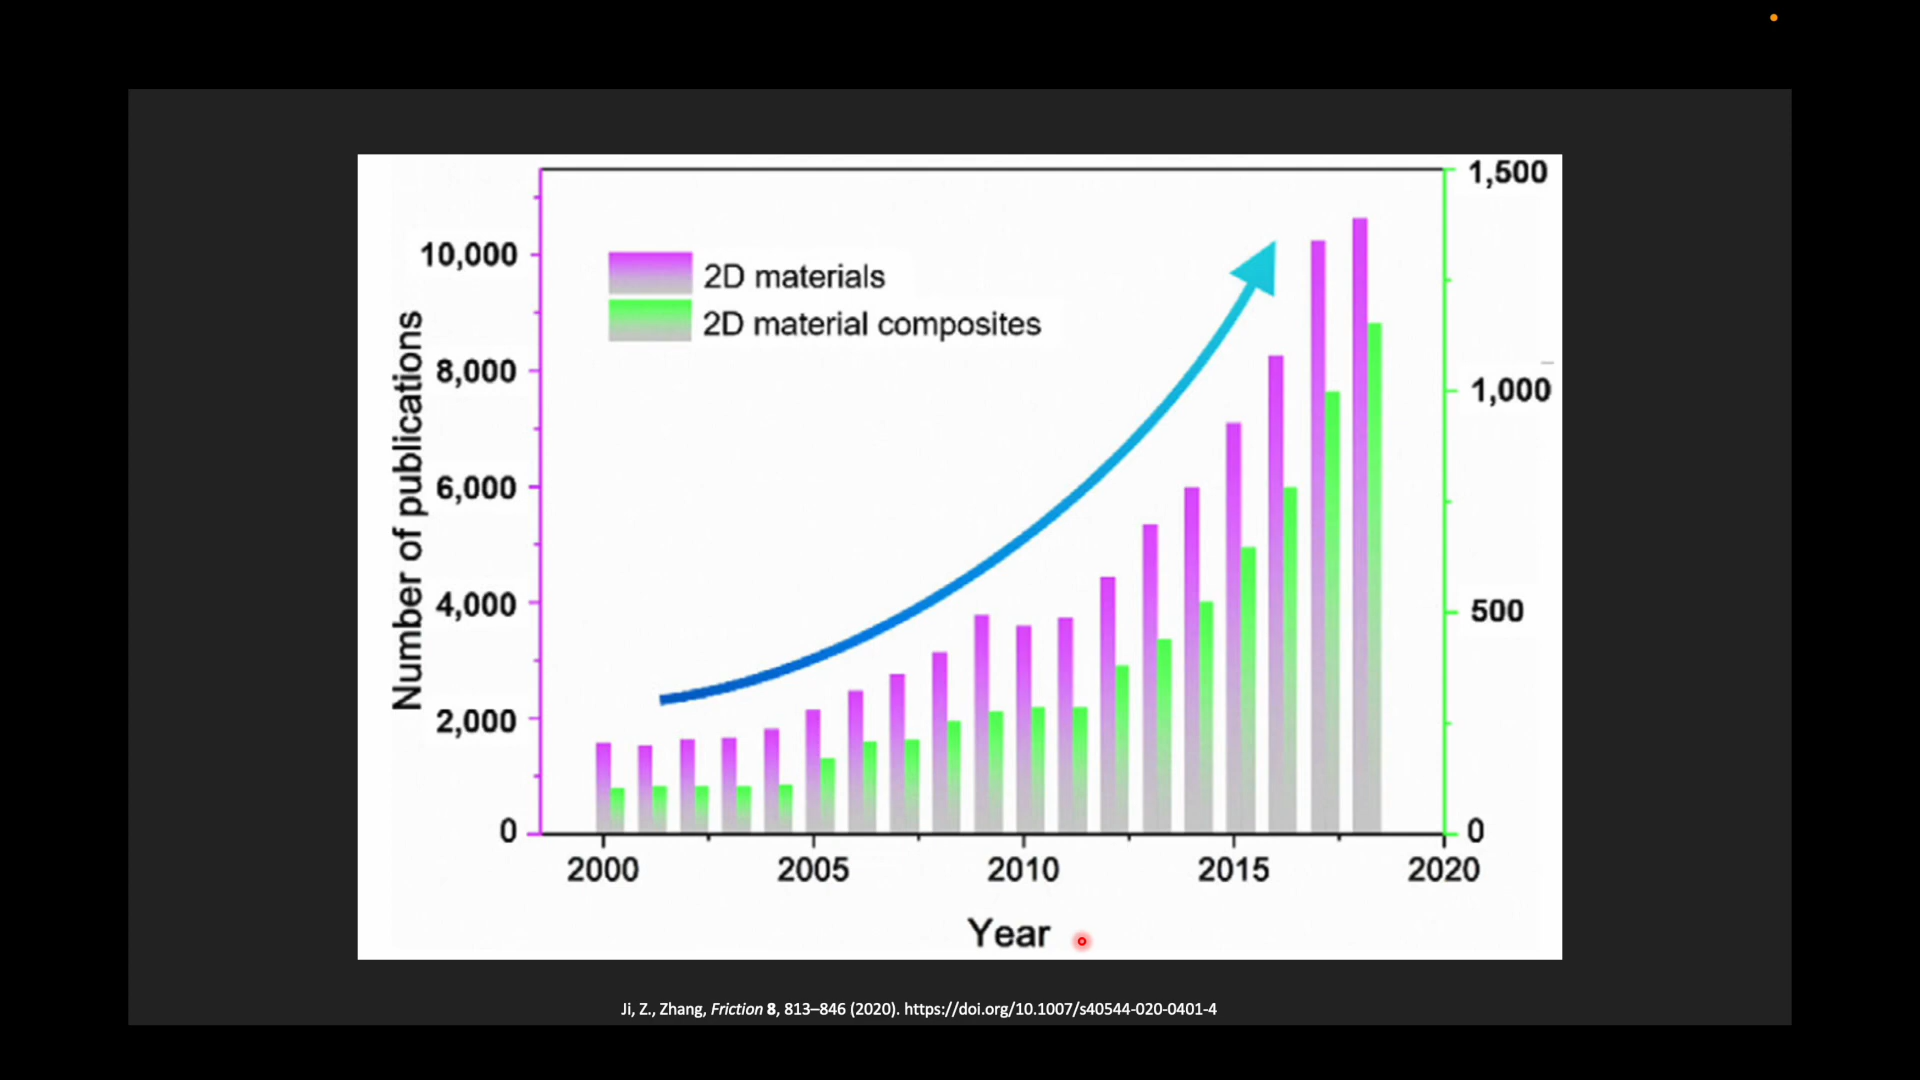 1,500
10,000
2D materials
2D material composites
8,000
1,000
Number of publications
6,000
4,000
500
2,000
0
0
2000 2005 2010 2015 2020
Year
Ji, Z., Zhang, Friction 8, 813–846 (2020). https://doi.org/10.1007/s40544-020-0401-4